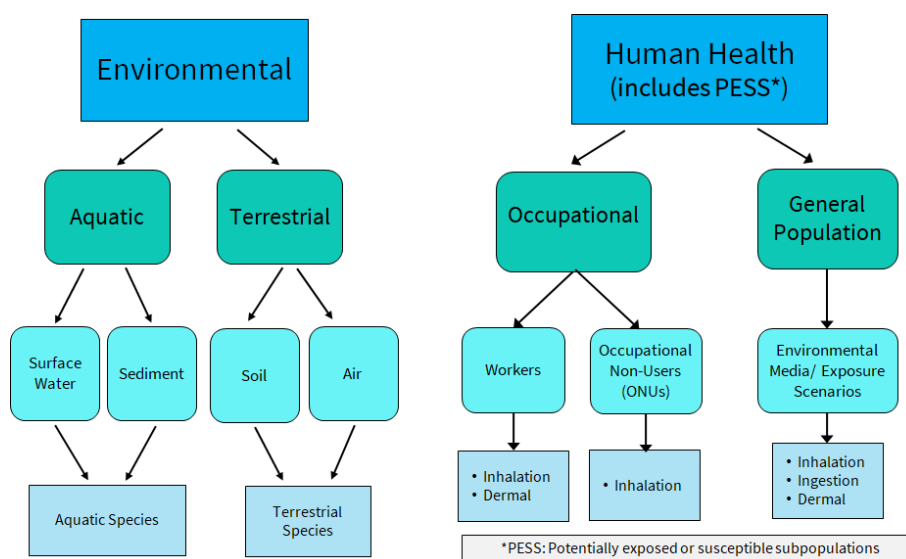 Environmental
Human Health
(includes PESS*)
Aquatic
Terrestrial
Occupational
General
Population
Surface
Water
Sediment
Soil
Air
Workers
Occupational
Non-Users
(ONUs)
Environmental
Media/ Exposure
Scenarios
Aquatic Species
Terrestrial
Species
• Inhalation
• Dermal
• Inhalation
• Inhalation
• Ingestion
• Dermal
*PESS: Potentially exposed or susceptible subpopulations